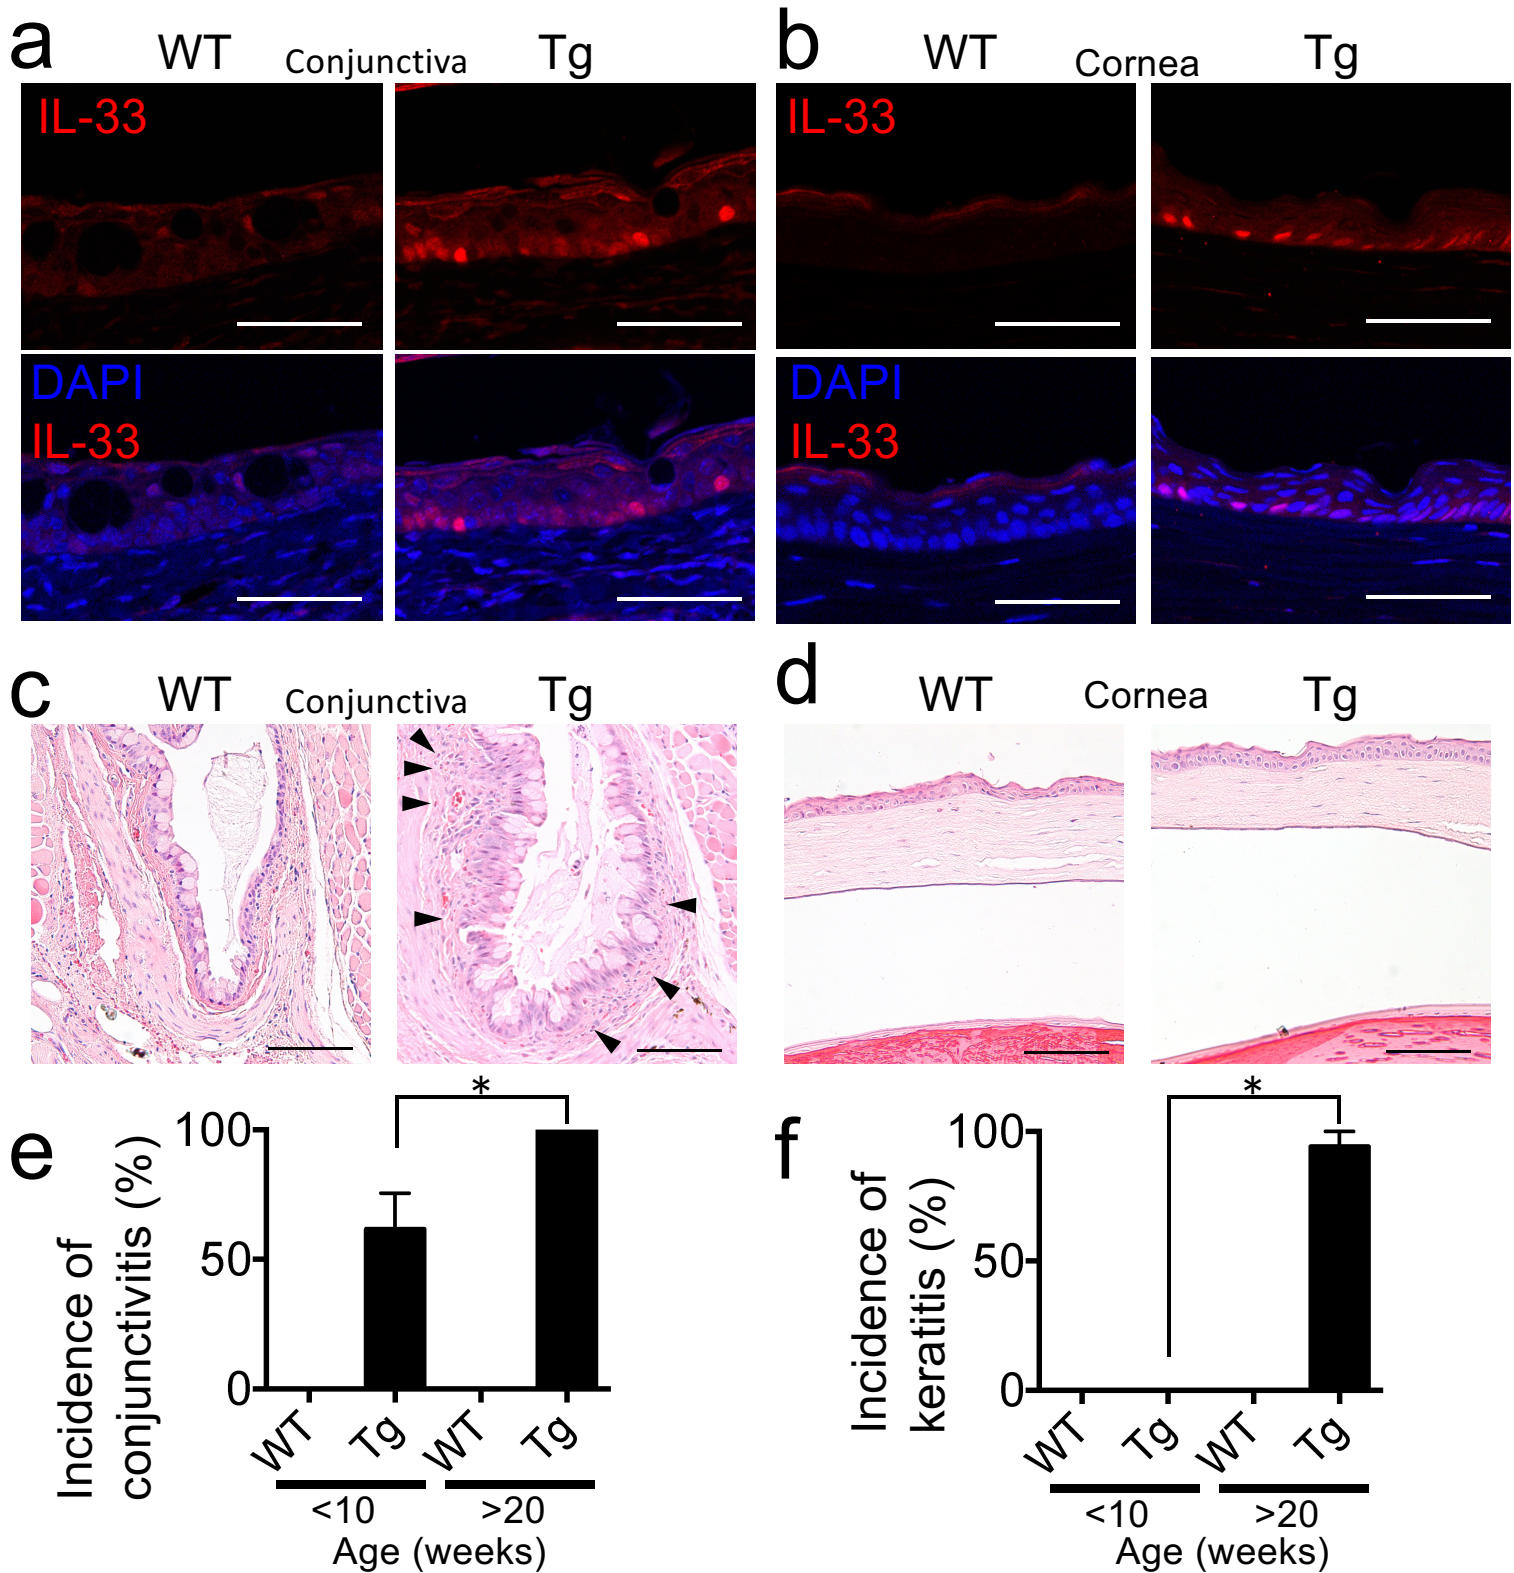 a
WT Conjunctiva Tg
IL-33
DAPI
IL-33
b
WT Cornea Tg
IL-33
DAPI
IL-33
c
WT Conjunctiva Tg
d
WT Cornea Tg
e
Incidence of
conjunctivitis (%)
100
50
0
*
WT Tg WT Tg
<10 >20
Age (weeks)
f
Incidence of
keratitis (%)
100
50
0
*
WT Tg WT Tg
<10 >20
Age (weeks)